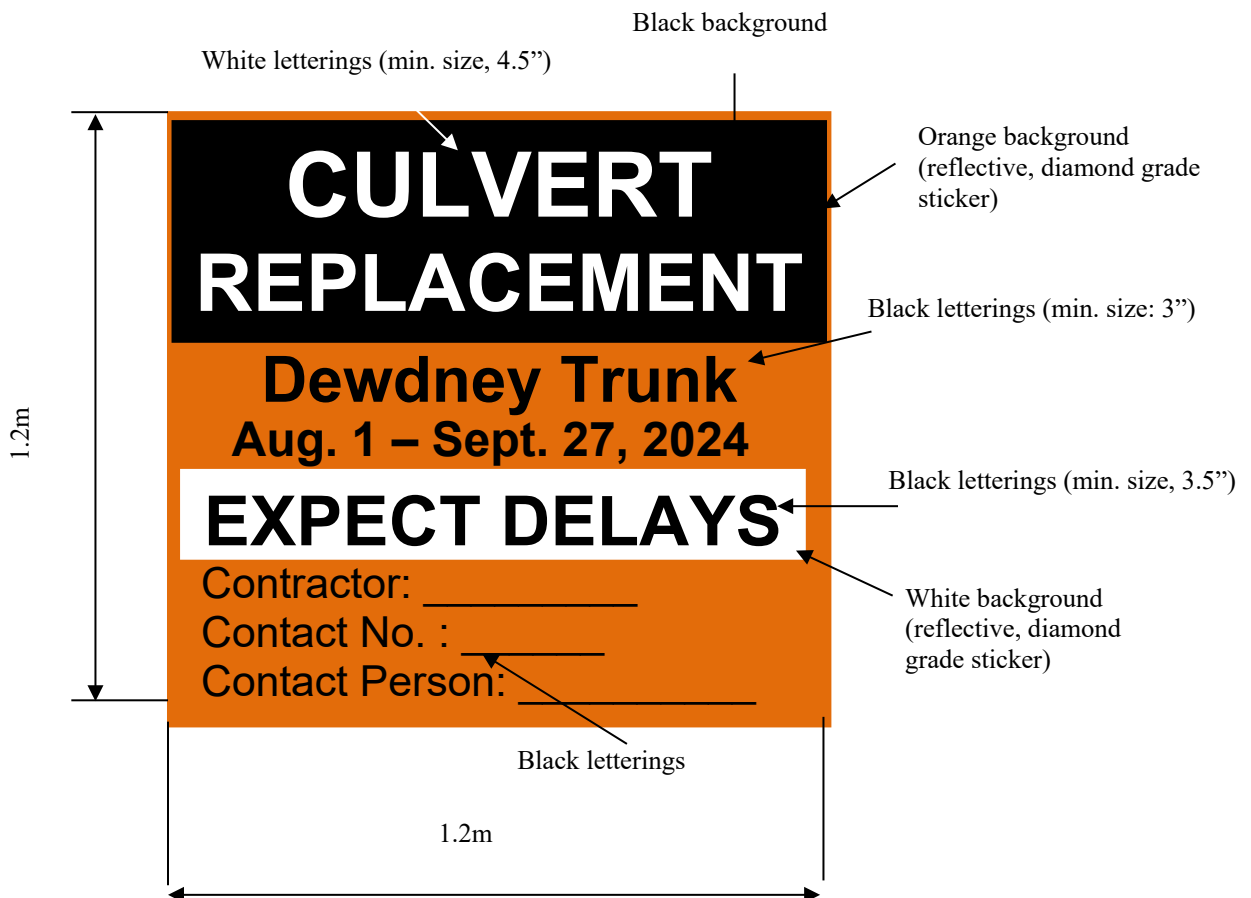 Black background
White letterings (min. size, 4.5”)
CULVERT
REPLACEMENT
Orange background
(reflective, diamond grade
sticker)
Black letterings (min. size: 3”)
Dewdney Trunk
Aug. 1 – Sept. 27, 2024
1.2m
EXPECT DELAYS
Black letterings (min. size, 3.5”)
Contractor: __________
Contact No. : ______
Contact Person: __________
White background
(reflective, diamond
grade sticker)
Black letterings
1.2m